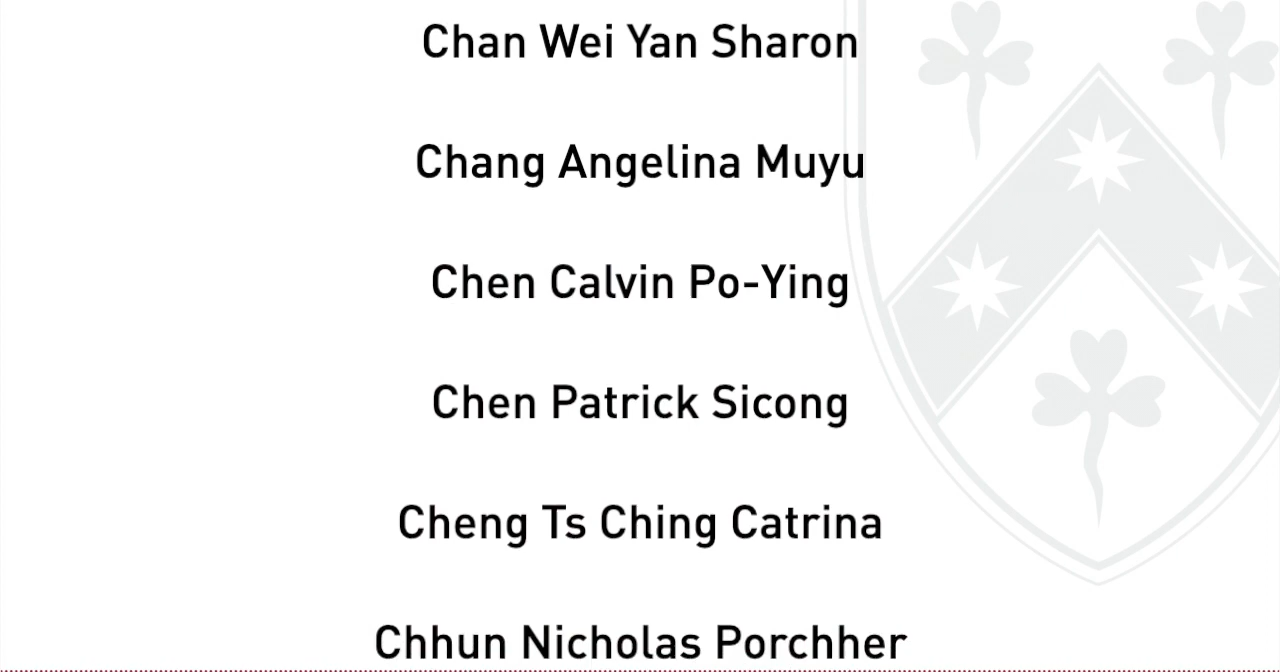 Chan Wei Yan Sharon
Chang Angelina Muyu
Chen Calvin Po-Ying
Chen Patrick Sicong
Cheng Ts Ching Catrina
Chhun Nicholas Porchher